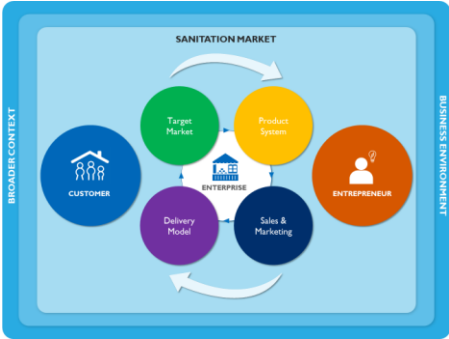 SANITATION MARKET
BROADER CONTEXT
BUSINESS ENVIRONMENT
Target
Market
Product
System
CUSTOMER
ENTERPRISE
ENTREPRENEUR
Delivery
Model
Sales &
Marketing